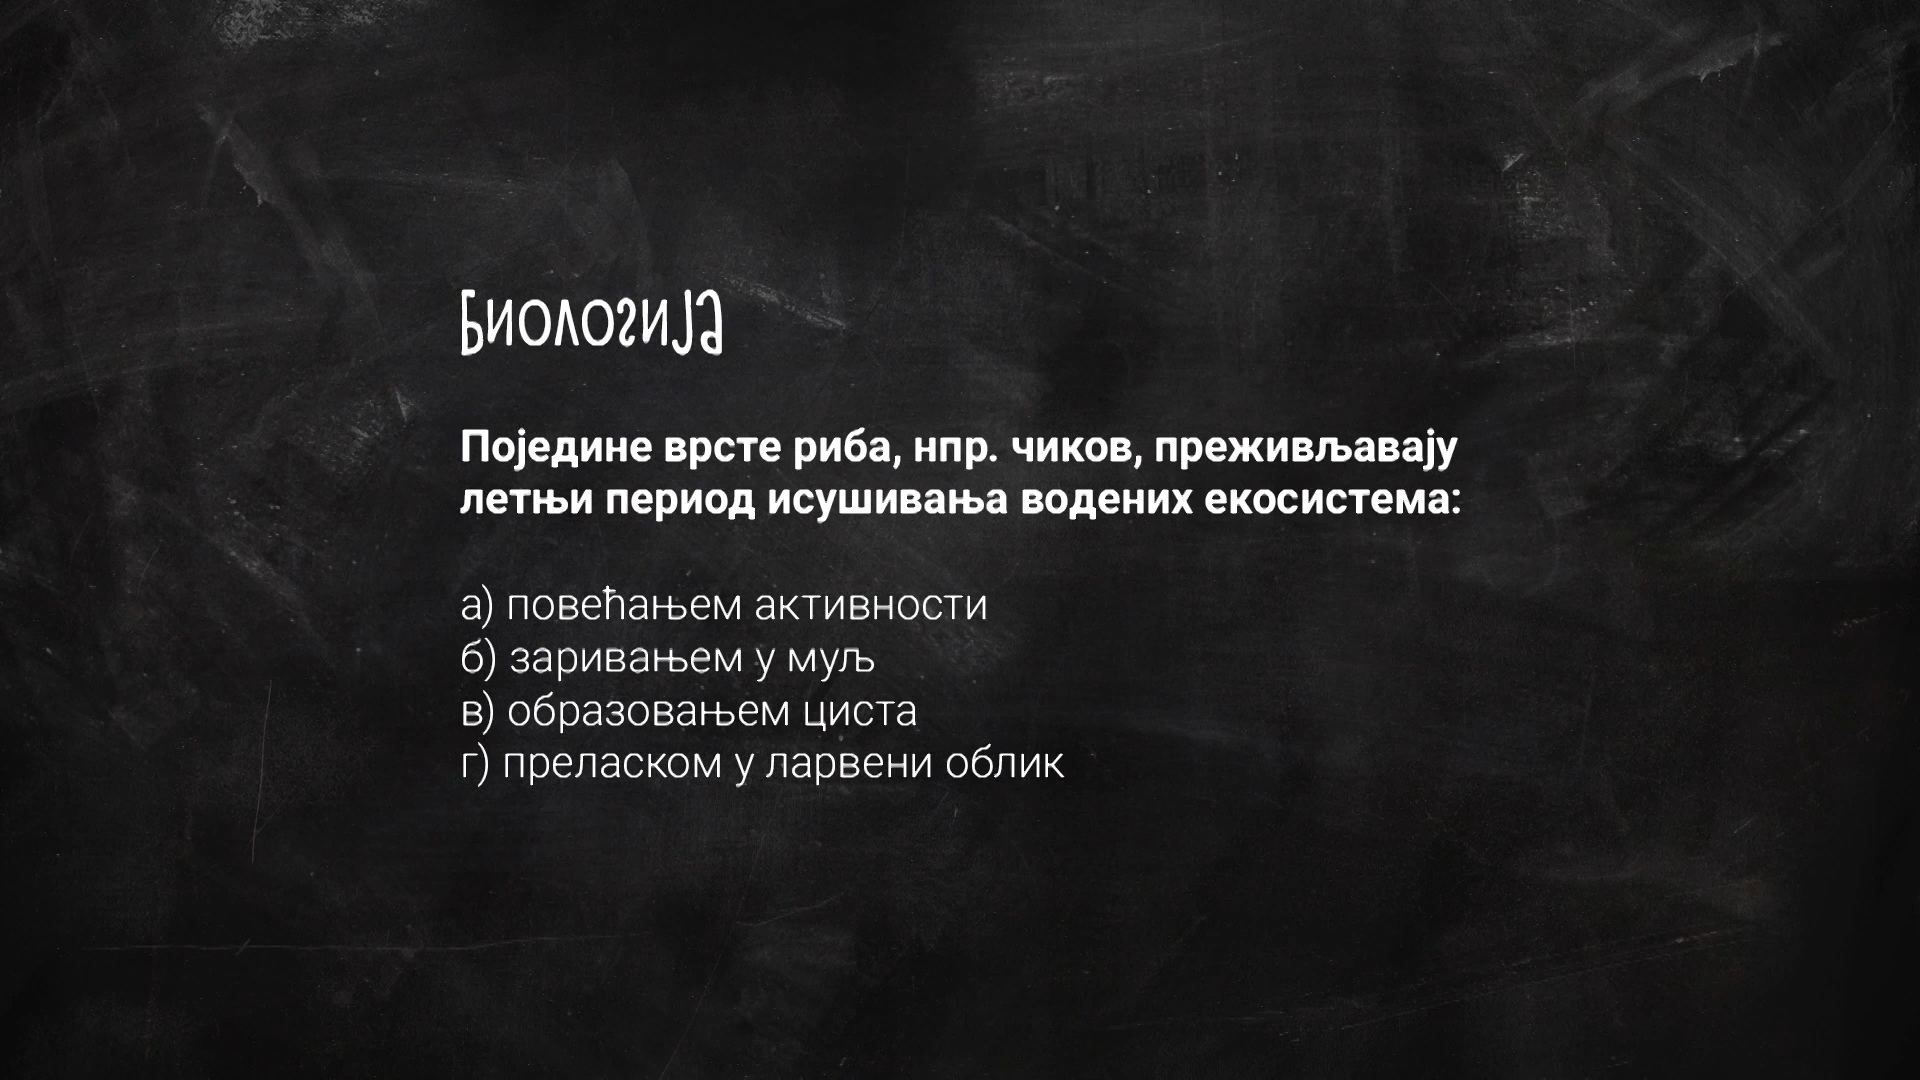 Биологија
Поједине врсте риба, нпр. чиков, преживљавају
летњи период исушивања водених екосистема:
а) повећањем активности
б) заривањем у муљ
в) образовањем циста
г) преласком у ларвени облик